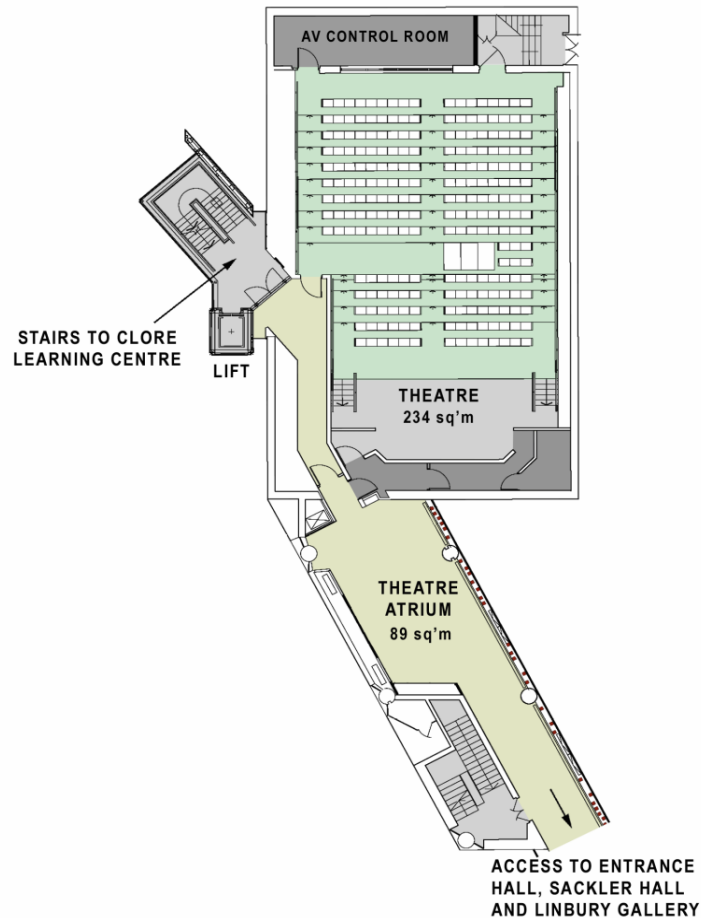 AV CONTROL ROOM
STAIRS TO CLORE
LEARNING CENTRE
LIFT
THEATRE
234 sq'm
THEATRE
ATRIUM
89 sq'm
ACCESS TO ENTRANCE
HALL, SACKLER HALL
AND LINBURY GALLERY